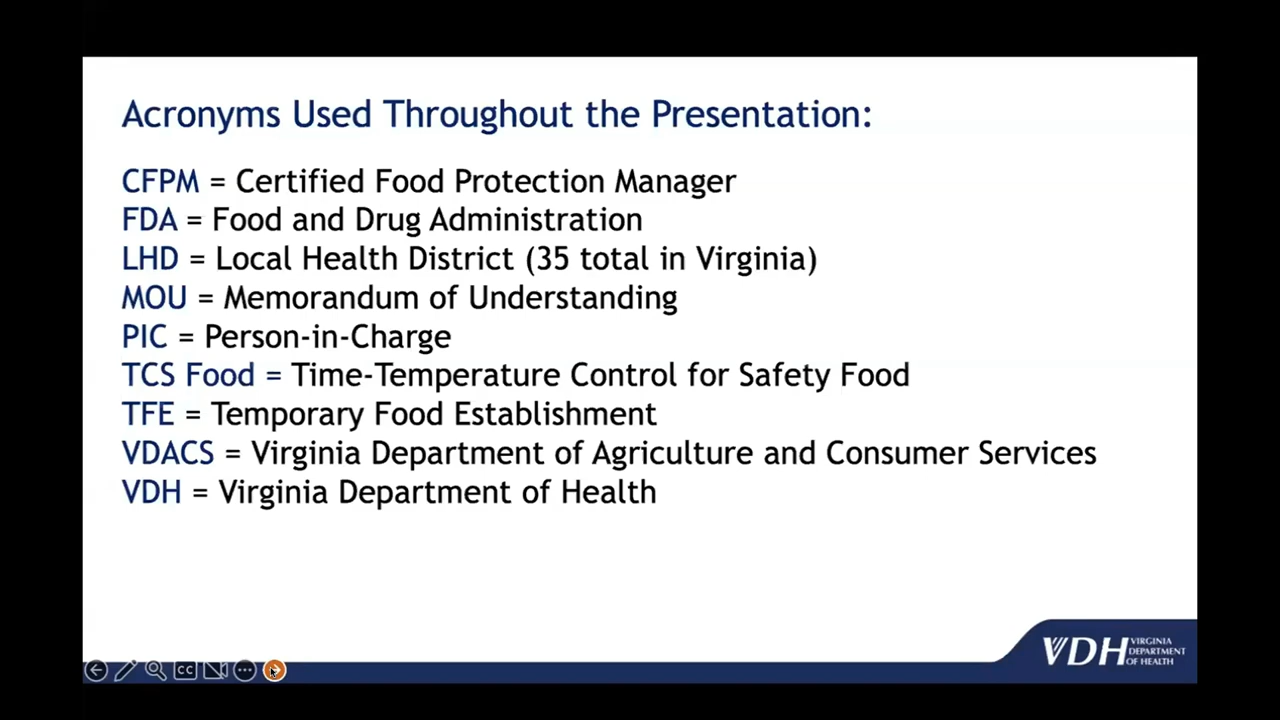 Acronyms Used Throughout the Presentation:
CFPM = Certified Food Protection Manager
FDA = Food and Drug Administration
LHD = Local Health District (35 total in Virginia)
MOU = Memorandum of Understanding
PIC = Person-in-Charge
TCS Food = Time-Temperature Control for Safety Food
TFE = Temporary Food Establishment
VDACS = Virginia Department of Agriculture and Consumer Services
VDH = Virginia Department of Health
CC
VDH
VIRGINIA
DEPARTMENT
OF HEALTH